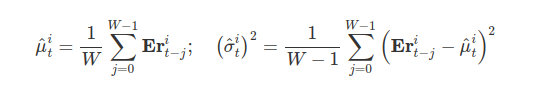 $\hat{\mu}_t^i = \frac{1}{W} \sum_{j=0}^{W-1} \mathbf{Er}_{t-j}^i; \quad (\hat{\sigma}_t^i)^2 = \frac{1}{W-1} \sum_{j=0}^{W-1} \left( \mathbf{Er}_{t-j}^i - \hat{\mu}_t^i \right)^2$